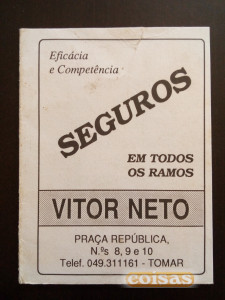 Eficácia
e Competência
SEGUROS
EM TODOS
OS RAMOS
VITOR NETO
PRAÇA REPÚBLICA,
N.ºs 8, 9 e 10
Telef. 049.311161 - TOMAR
coisas